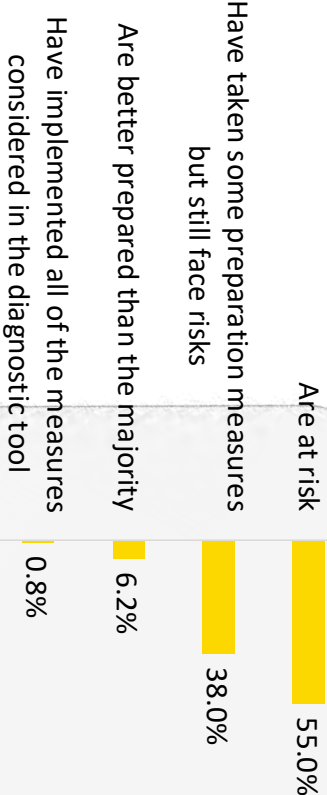 Are at risk
55.0%
Have taken some preparation measures
but still face risks
38.0%
Are better prepared than the majority
6.2%
Have implemented all of the measures
considered in the diagnostic tool
0.8%